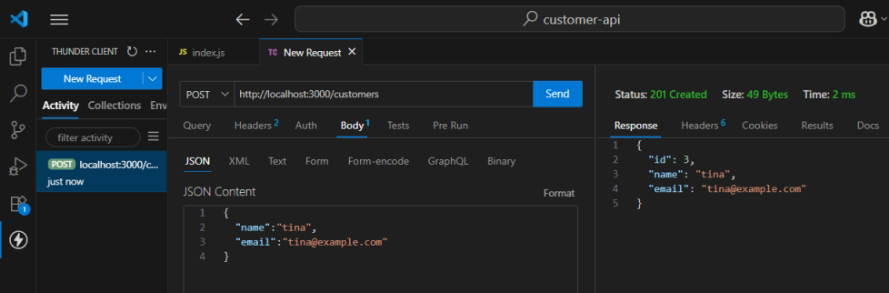 customer-api
THUNDER CLIENT
New Request
Activity Collections Env
filter activity
POST localhost:3000/c...
just now
1
JS index.js
TC New Request
POST http://localhost:3000/customers Send
Query Headers 2 Auth Body 1 Tests Pre Run
JSON XML Text Form Form-encode GraphQL Binary
JSON Content Format
1 {
2 "name":"tina",
3 "email":"tina@example.com"
4 }
Status: 201 Created Size: 49 Bytes Time: 2 ms
Response Headers 6 Cookies Results Docs
1 {
2 "id": 3,
3 "name": "tina",
4 "email": "tina@example.com"
5 }